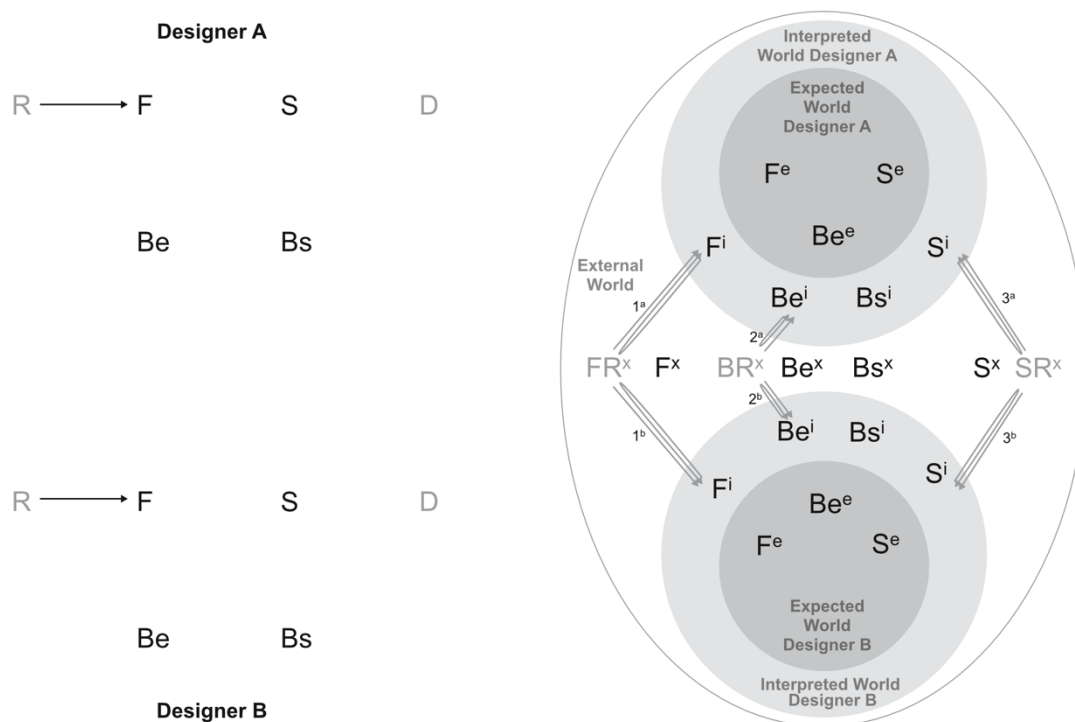 Designer A
R F S D
Be Bs
R F S D
Be Bs
Designer B
Interpreted
World Designer A
Expected
World
Designer A
Fᵉ Sᵉ
Beᵉ
Fⁱ Sⁱ
External
World
Beⁱ Bsⁱ
1ᵃ 3ᵃ
2ᵃ
FRˣ Fˣ BRˣ Beˣ Bsˣ Sˣ SRˣ
2ᵇ
1ᵇ 3ᵇ
Beⁱ Bsⁱ
Fⁱ Sⁱ
Beᵉ
Fᵉ Sᵉ
Expected
World
Designer B
Interpreted World
Designer B